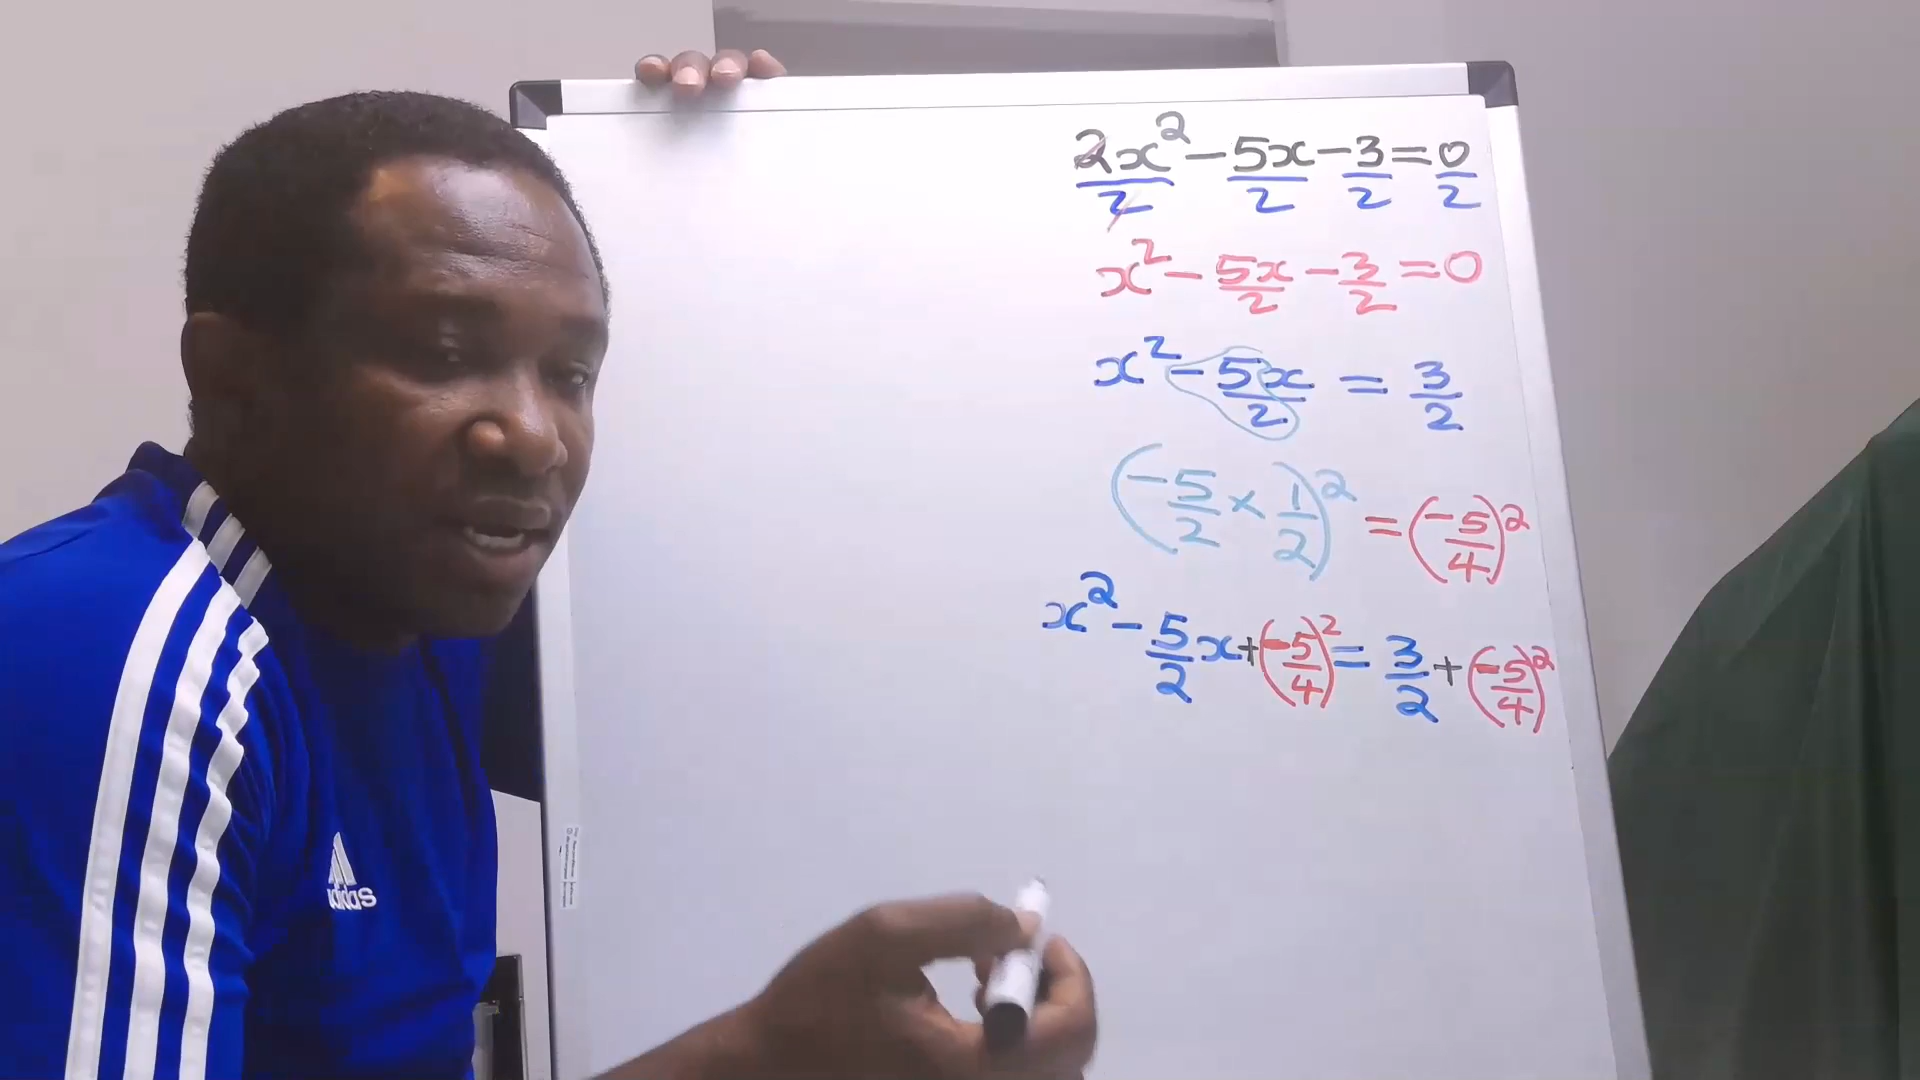 2x² - 5x - 3 = 0
2 2 2 2
x² - 5x/2 - 3/2 = 0
x² - 5x/2 = 3/2
(-5/2 × 1/2)² = (-5/4)²
x² - 5/2 x + (-5/4)² = 3/2 + (-5/4)²
adidas